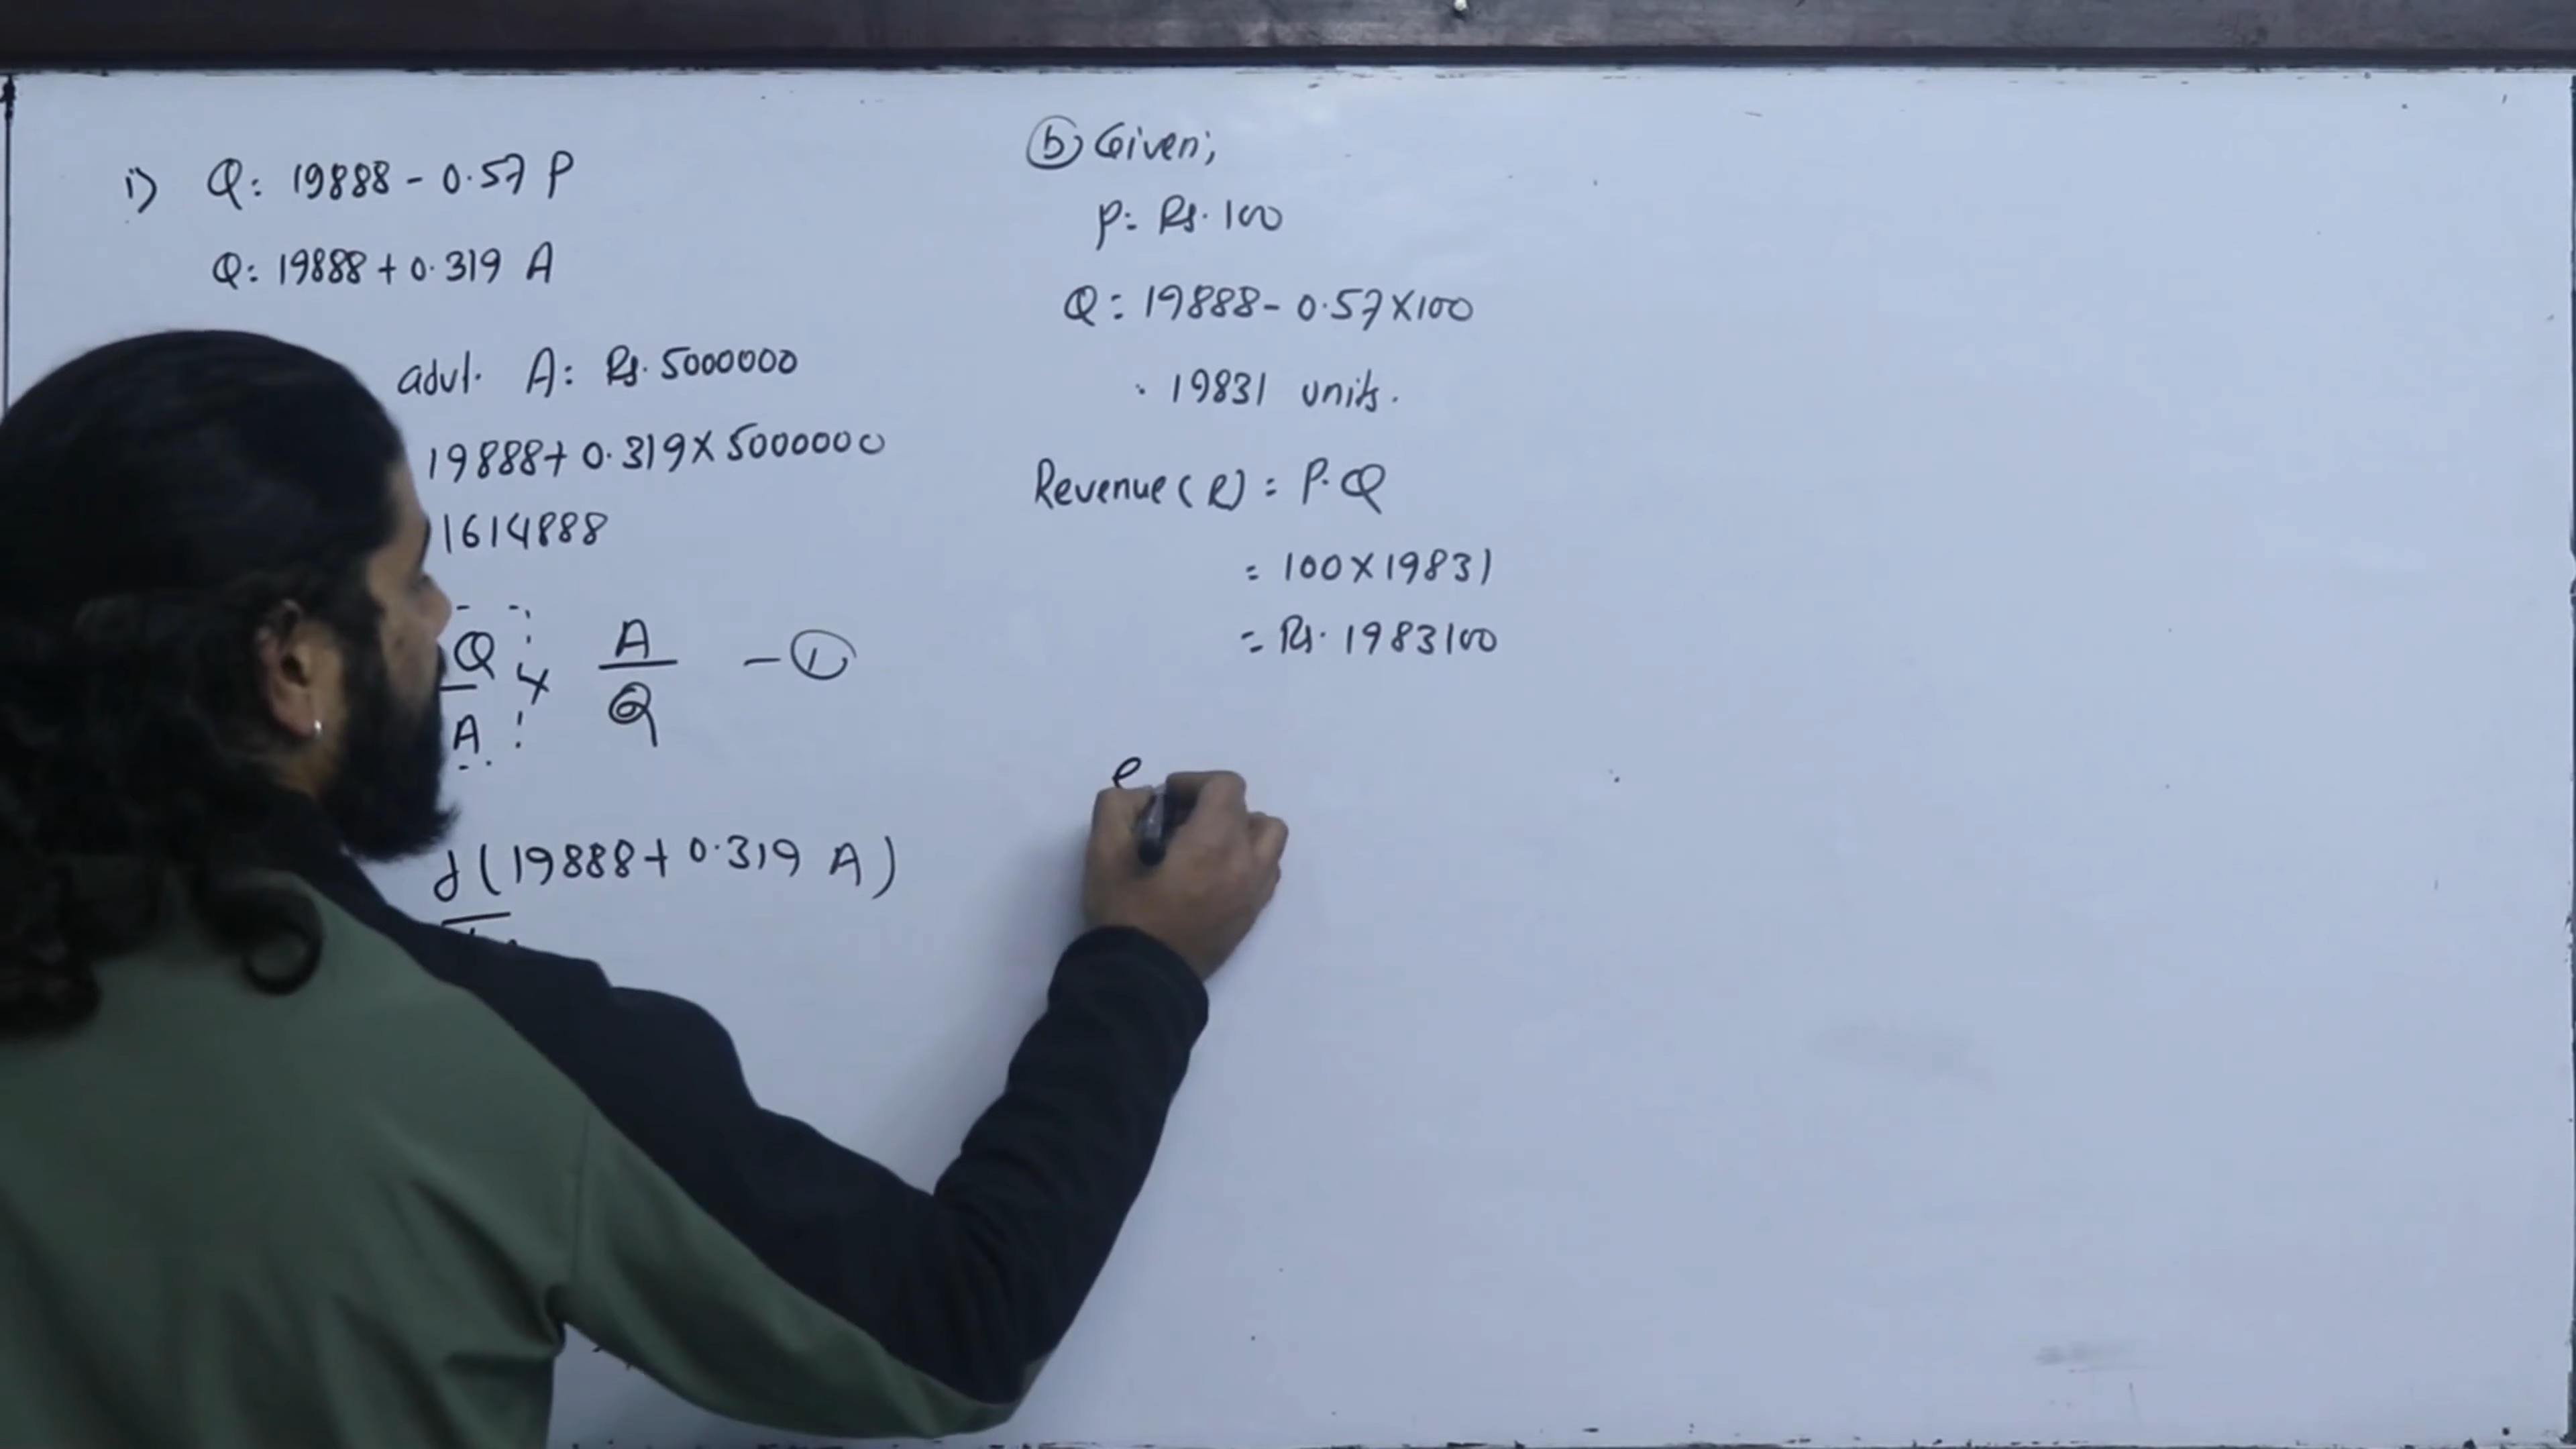 i) Q: 19888 - 0.57 P
Q: 19888 + 0.319 A
advt. A: Rs. 5000000
19888 + 0.319 X 5000000
1614888
Q x A - ①
A Q
d (19888 + 0.319 A)
ⓑ Given;
P: Rs. 100
Q: 19888 - 0.57 X 100
: 19831 units.
Revenue (R) = P.Q
= 100 X 19831
= Rs. 1983100
e